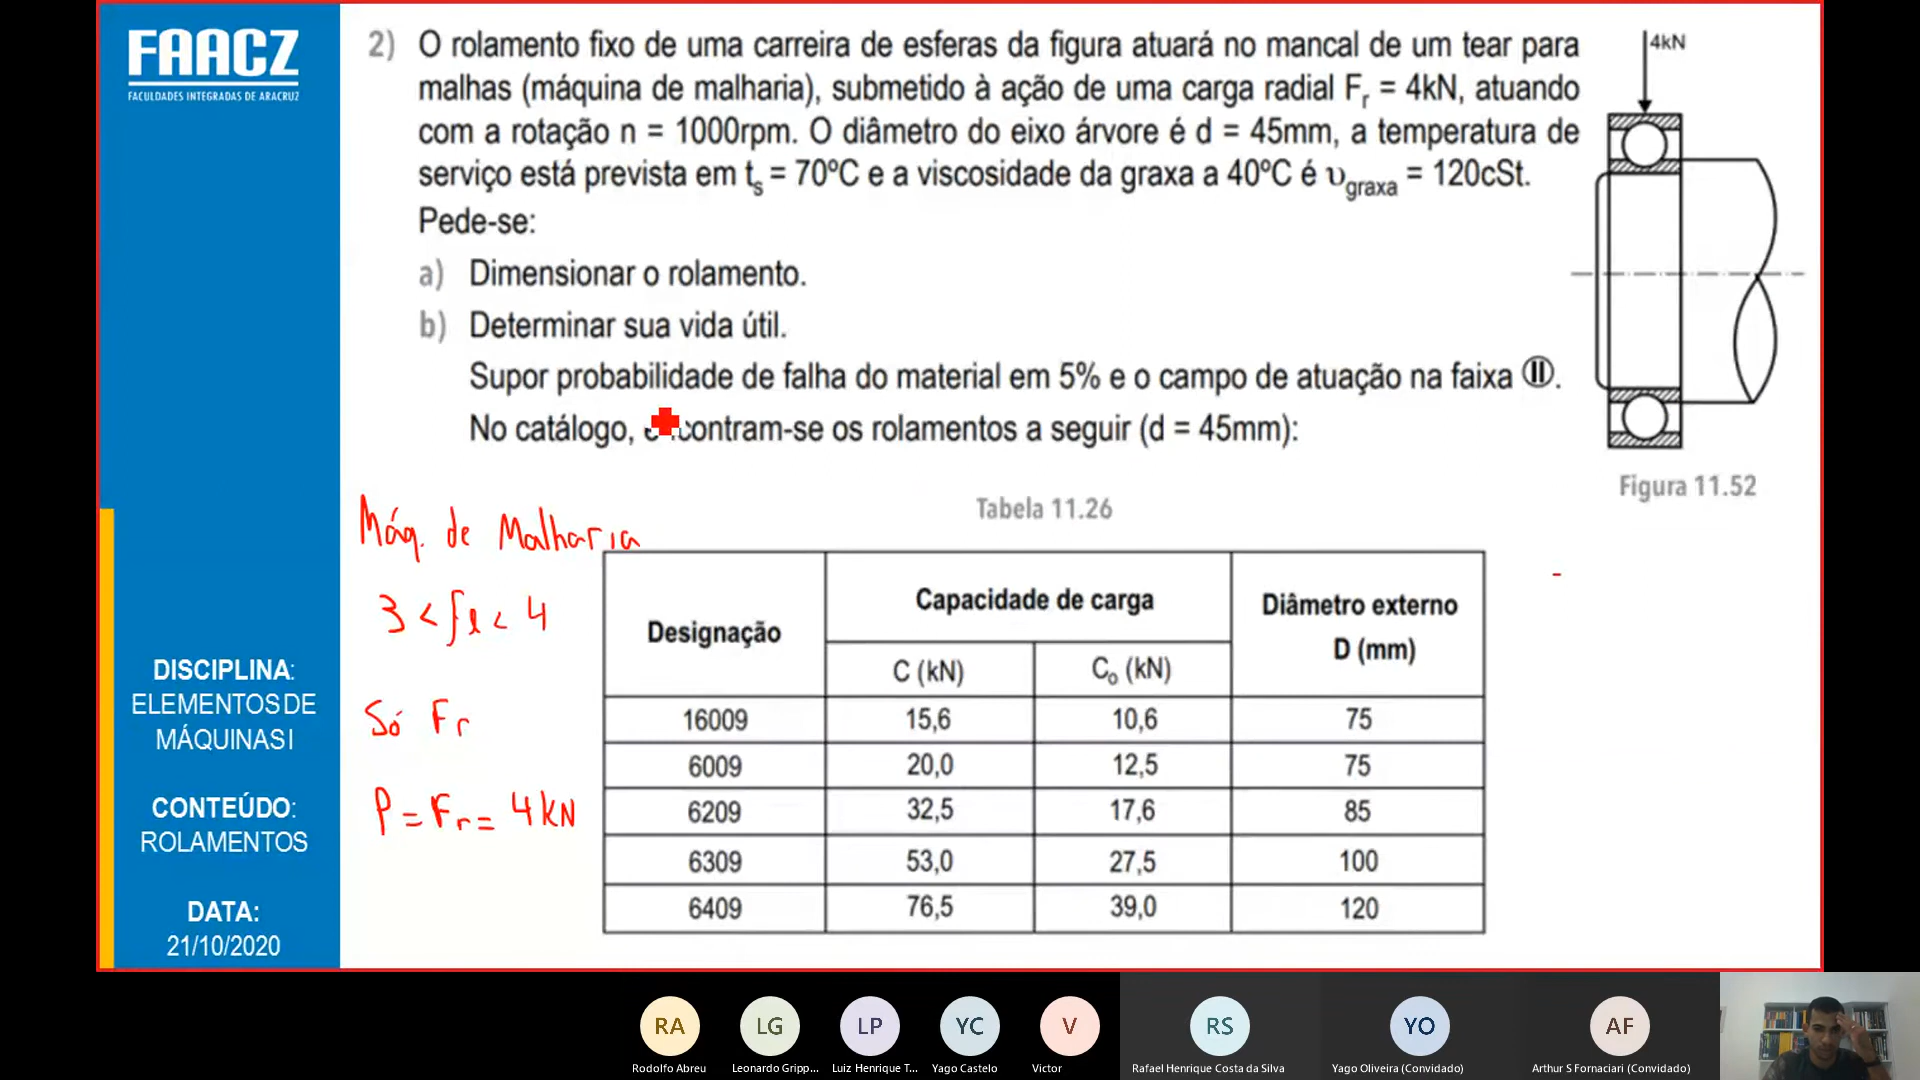 FAACZ
FACULDADES INTEGRADAS DE ARACRUZ
2) O rolamento fixo de uma carreira de esferas da figura atuará no mancal de um tear para
malhas (máquina de malharia), submetido à ação de uma carga radial Fr = 4kN, atuando
com a rotação n = 1000rpm. O diâmetro do eixo árvore é d = 45mm, a temperatura de
serviço está prevista em ts = 70ºC e a viscosidade da graxa a 40ºC é υgraxa = 120cSt.
Pede-se:
a) Dimensionar o rolamento.
b) Determinar sua vida útil.
Supor probabilidade de falha do material em 5% e o campo de atuação na faixa II.
No catálogo, contram-se os rolamentos a seguir (d = 45mm):
4kN
Figura 11.52
Máq. de Malharia
3 < fl < 4
Só Fr
P = Fr = 4 kN
Tabela 11.26
Designação Capacidade de carga Diâmetro externo D (mm)
C (kN) Co (kN)
16009 15,6 10,6 75
6009 20,0 12,5 75
6209 32,5 17,6 85
6309 53,0 27,5 100
6409 76,5 39,0 120
DISCIPLINA:
ELEMENTOS DE
MÁQUINAS I
CONTEÚDO:
ROLAMENTOS
DATA:
21/10/2020
RA LG LP YC V RS YO AF
Rodolfo Abreu Leonardo Gripp... Luiz Henrique T... Yago Castelo Victor Rafael Henrique Costa da Silva Yago Oliveira (Convidado) Arthur S Fornaciari (Convidado)